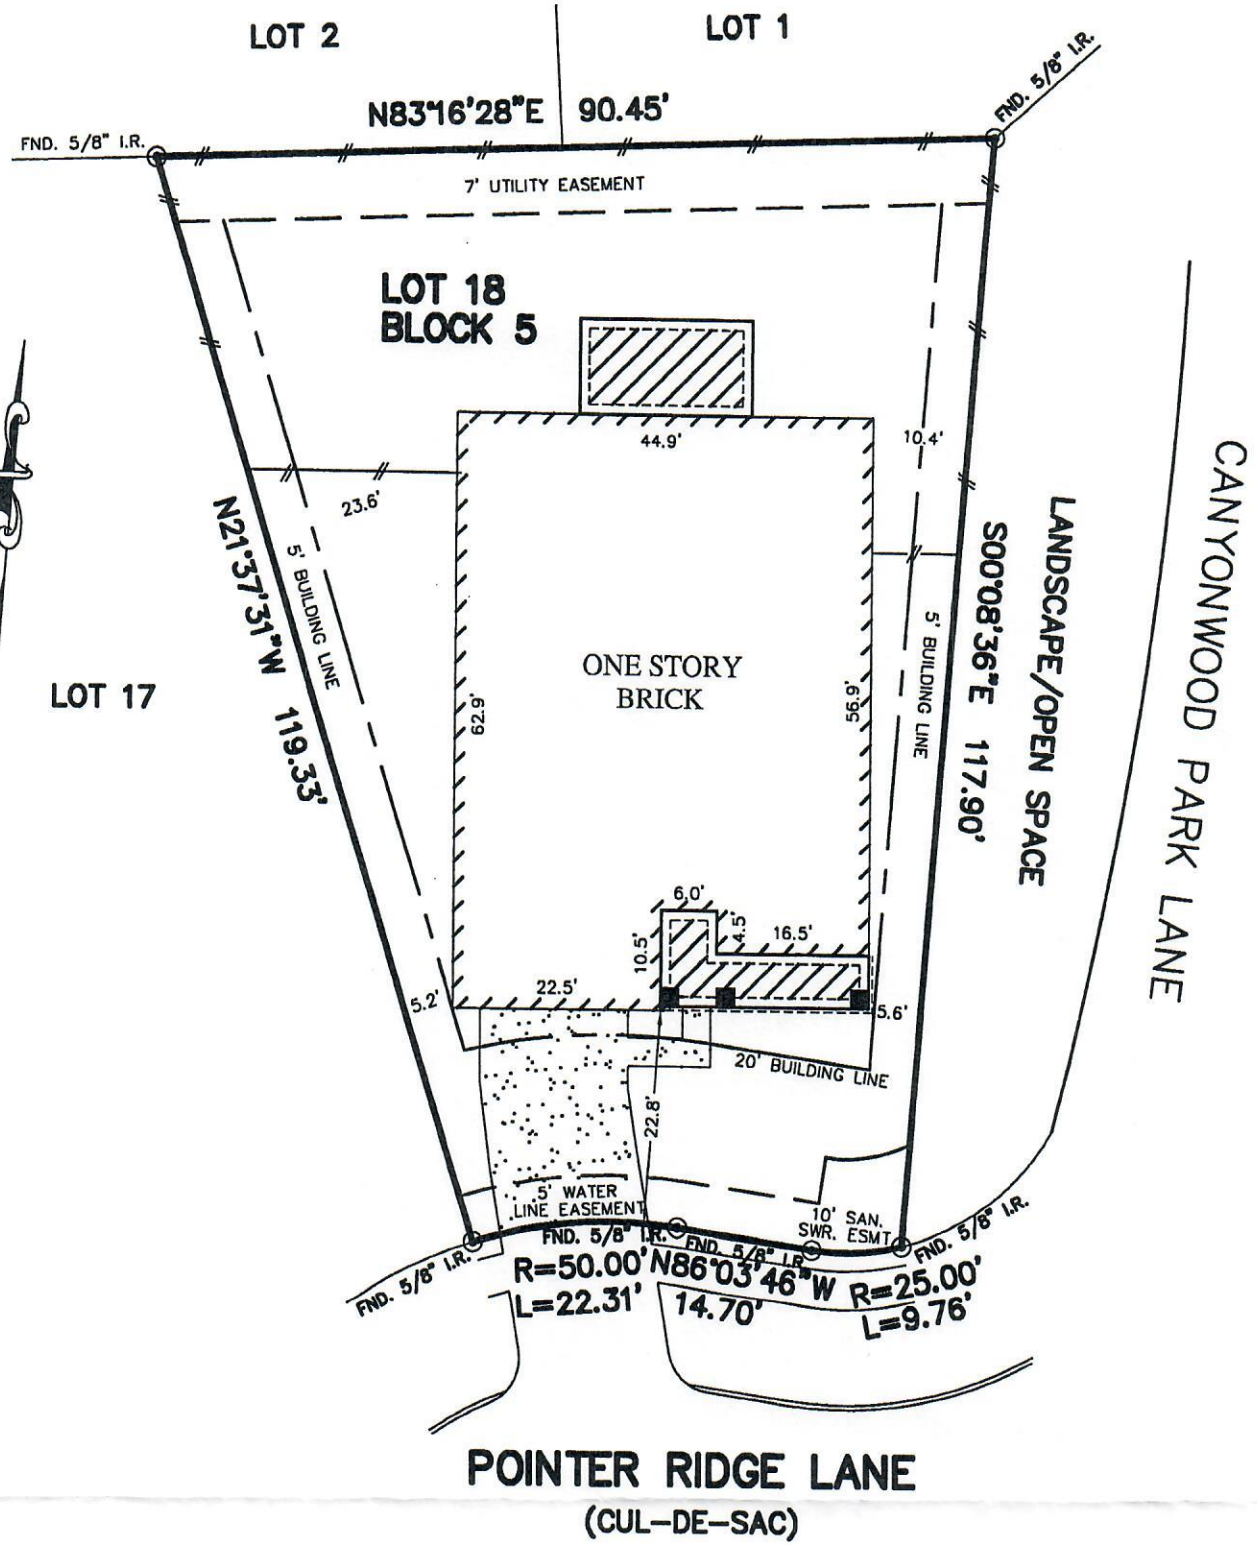 LOT 2
LOT 1
N83°16'28"E 90.45'
FND. 5/8" I.R.
FND. 5/8" I.R.
7' UTILITY EASEMENT
LOT 18
BLOCK 5
44.9'
10.4'
23.6'
N21°37'31"W 119.33'
5' BUILDING LINE
LOT 17
62.9'
ONE STORY
BRICK
56.9'
5' BUILDING LINE
S00°08'36"E 117.90'
LANDSCAPE/OPEN SPACE
CANYONWOOD PARK LANE
6.0'
4.5'
16.5'
10.5'
22.5'
5.2'
5.6'
20' BUILDING LINE
22.8'
5' WATER
LINE EASEMENT
10' SAN.
SWR. ESMT.
FND. 5/8" I.R.
FND. 5/8" I.R.
FND. 5/8" I.R.
FND. 5/8" I.R.
R=50.00'
L=22.31'
N86°03'46"W
14.70'
R=25.00'
L=9.76'
POINTER RIDGE LANE
(CUL-DE-SAC)